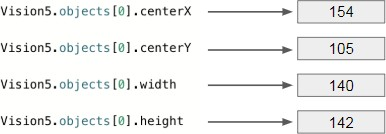 Vision5.objects[0].centerX 154
Vision5.objects[0].centerY 105
Vision5.objects[0].width 140
Vision5.objects[0].height 142